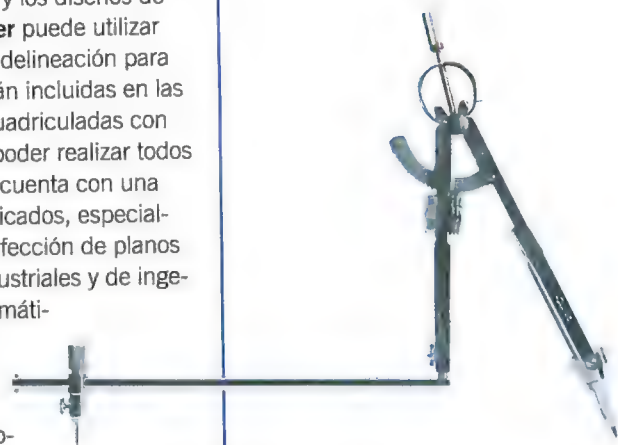 y los diseños de
er puede utilizar
delineación para
án incluidas en las
uadriculadas con
poder realizar todos
cuenta con una
icados, especial-
fección de planos
ustriales y de inge-
máti-
o-